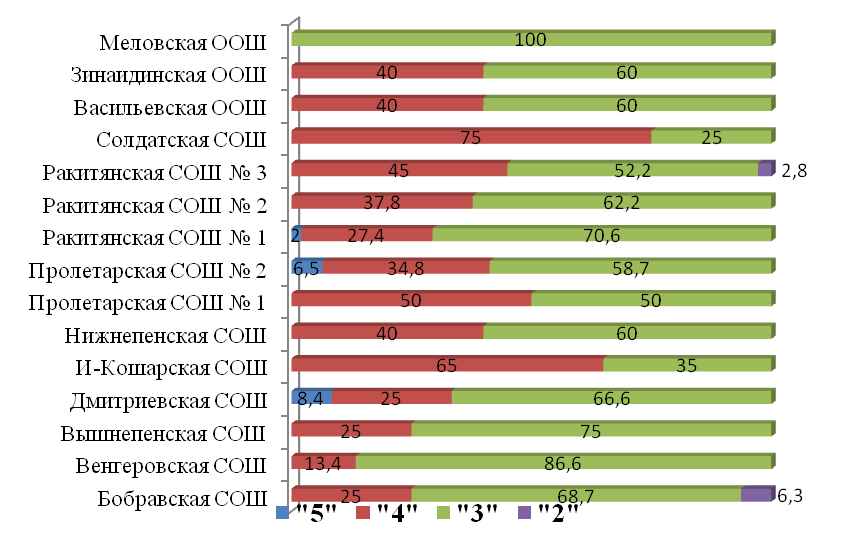 Меловская ООШ 100
Зинаидинская ООШ 40 60
Васильевская ООШ 40 60
Солдатская СОШ 75 25
Ракитянская СОШ № 3 45 52,2 2,8
Ракитянская СОШ № 2 37,8 62,2
Ракитянская СОШ № 1 2 27,4 70,6
Пролетарская СОШ № 2 6,5 34,8 58,7
Пролетарская СОШ № 1 50 50
Нижнепенская СОШ 40 60
И-Кошарская СОШ 65 35
Дмитриевская СОШ 8,4 25 66,6
Вышнепенская СОШ 25 75
Венгеровская СОШ 13,4 86,6
Бобравская СОШ 25 68,7 6,3
"5" "4" "3" "2"